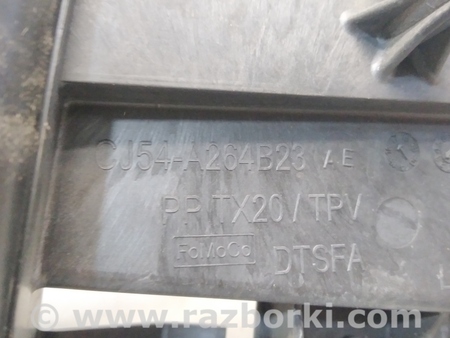 CJ54-A264B23 AE
PP TX20/TPV
FoMoCo DTSFA
www.razborki.com